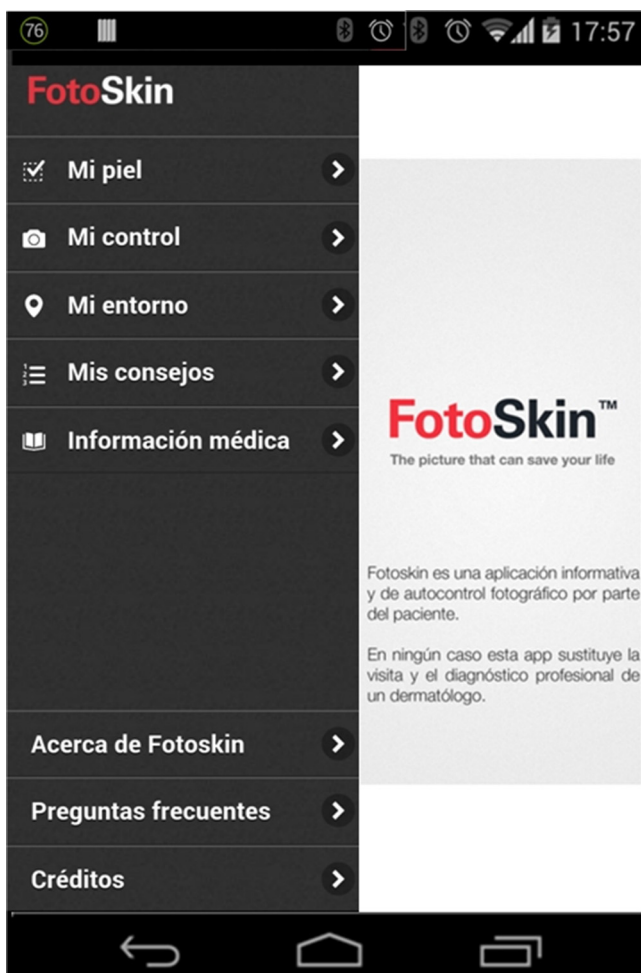 76
17:57
FotoSkin
Mi piel
Mi control
Mi entorno
Mis consejos
Información médica
Acerca de Fotoskin
Preguntas frecuentes
Créditos
FotoSkin™
The picture that can save your life
Fotoskin es una aplicación informativa
y de autocontrol fotográfico por parte
del paciente.
En ningún caso esta app sustituye la
visita y el diagnóstico profesional de
un dermatólogo.